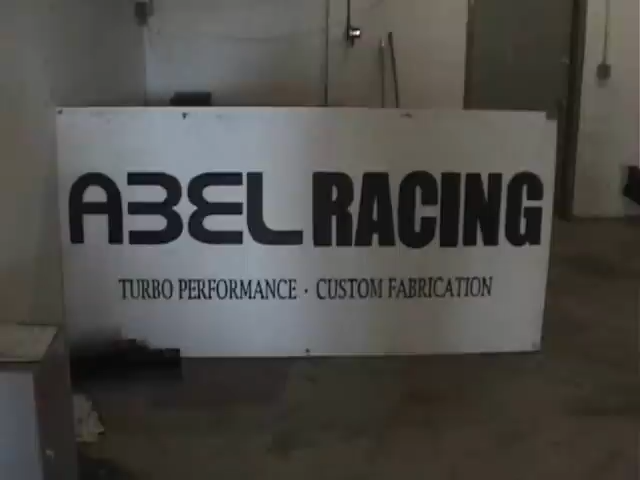 ABEL RACING
TURBO PERFORMANCE · CUSTOM FABRICATION